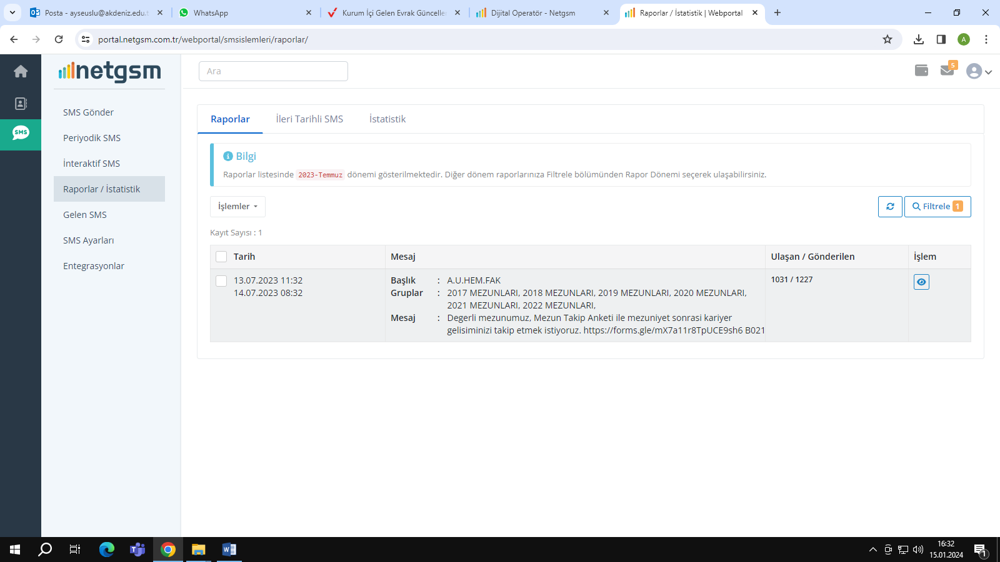 Posta - ayseuslu@akdeniz.edu.t
WhatsApp
Kurum İçi Gelen Evrak Güncelle
Dijital Operatör - Netgsm
Raporlar / İstatistik | Webportal
portal.netgsm.com.tr/webportal/smsislemleri/raporlar/
A
netgsm
Ara
5
SMS
SMS Gönder
Periyodik SMS
İnteraktif SMS
Raporlar / İstatistik
Gelen SMS
SMS Ayarları
Entegrasyonlar
Raporlar İleri Tarihli SMS İstatistik
Bilgi
Raporlar listesinde 2023-Temmuz dönemi gösterilmektedir. Diğer dönem raporlarınıza Filtrele bölümünden Rapor Dönemi seçerek ulaşabilirsiniz.
İşlemler
Filtrele 1
Kayıt Sayısı : 1
Tarih Mesaj Ulaşan / Gönderilen İşlem
13.07.2023 11:32
14.07.2023 08:32
Başlık : A.U.HEM.FAK
Gruplar : 2017 MEZUNLARI, 2018 MEZUNLARI, 2019 MEZUNLARI, 2020 MEZUNLARI,
2021 MEZUNLARI, 2022 MEZUNLARI,
Mesaj : Degerli mezunumuz, Mezun Takip Anketi ile mezuniyet sonrasi kariyer
gelisiminizi takip etmek istiyoruz. https://forms.gle/mX7a11r8TpUCE9sh6 B021
1031 / 1227
16:32
15.01.2024
1